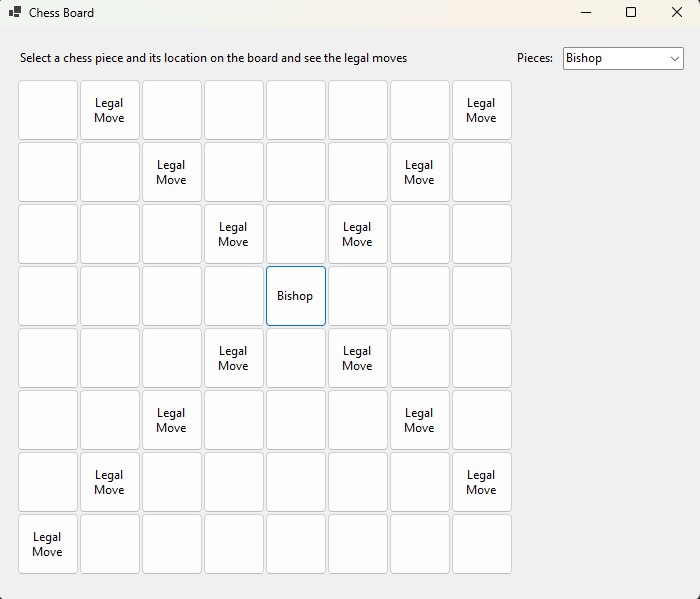 Chess Board
Select a chess piece and its location on the board and see the legal moves
Pieces:
Bishop
Legal
Move
Legal
Move
Legal
Move
Legal
Move
Legal
Move
Legal
Move
Bishop
Legal
Move
Legal
Move
Legal
Move
Legal
Move
Legal
Move
Legal
Move
Legal
Move